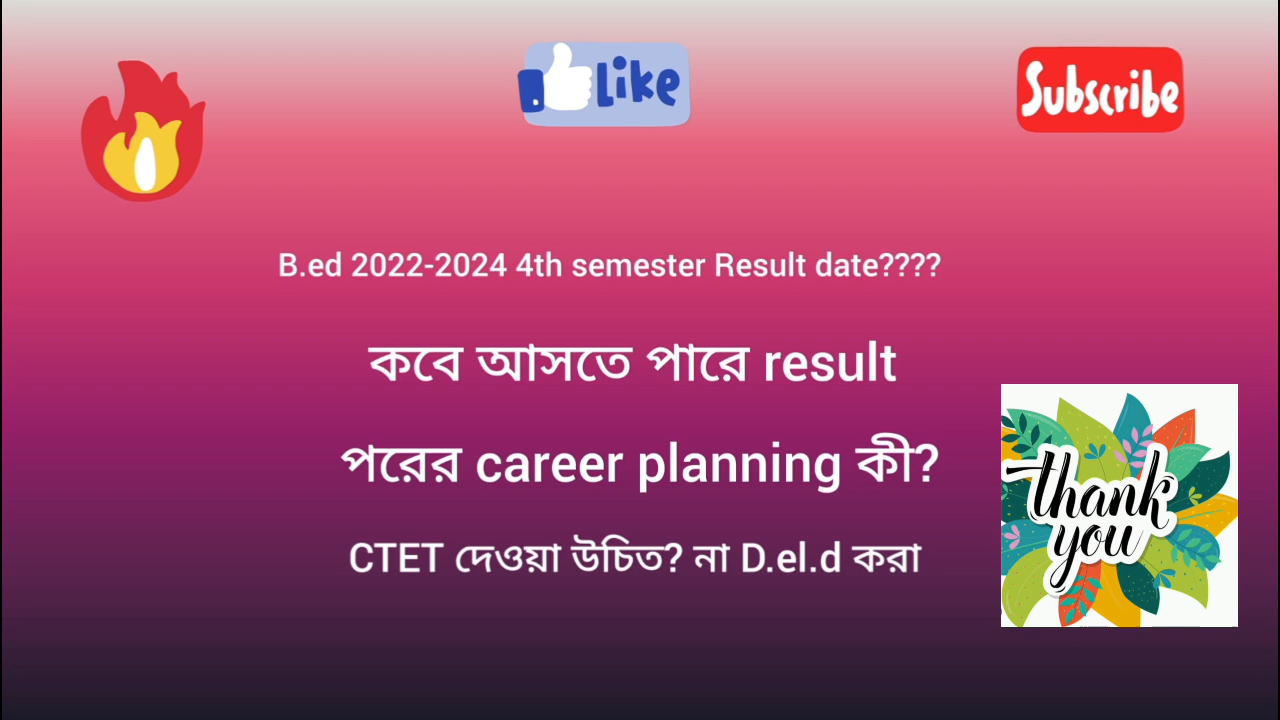 Like
Subscribe
B.ed 2022-2024 4th semester Result date????
কবে আসতে পারে result
পরের career planning কী?
CTET দেওয়া উচিত? না D.el.d করা
thank
you